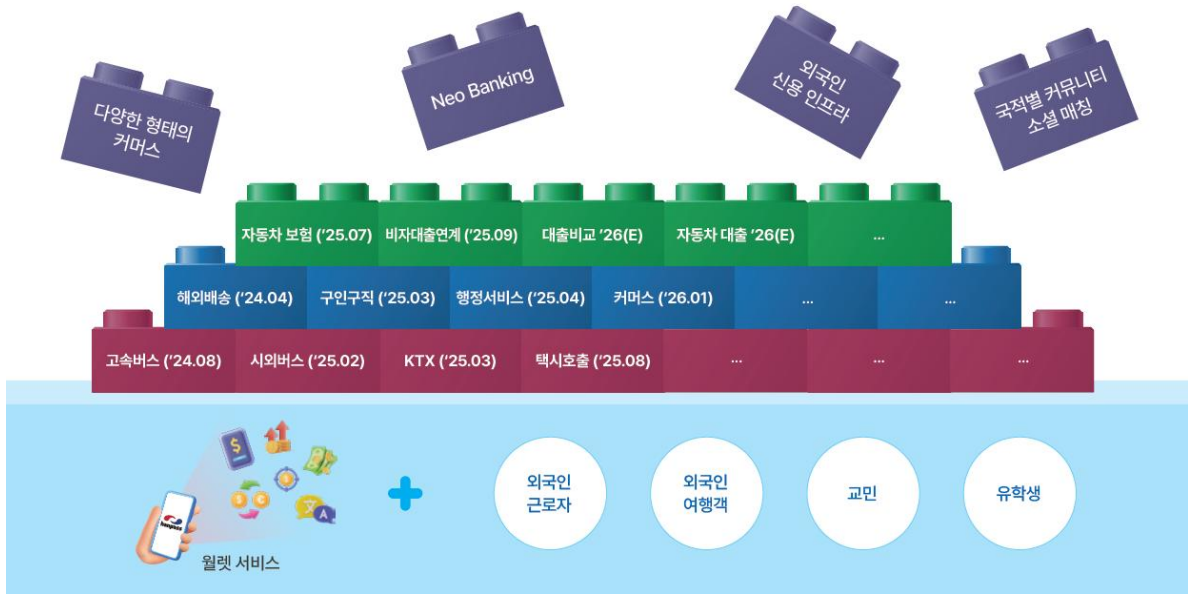 다양한 형태의
커머스
Neo Banking
외국인
신용 인프라
국적별 커뮤니티
소셜 매칭
자동차 보험 (’25.07)
비자대출연계 (’25.09)
대출비교 ’26(E)
자동차 대출 ’26(E)
...
해외배송 (’24.04)
구인구직 (’25.03)
행정서비스 (’25.04)
커머스 (’26.01)
...
...
고속버스 (’24.08)
시외버스 (’25.02)
KTX (’25.03)
택시호출 (’25.08)
...
...
...
hanpass
월렛 서비스
외국인
근로자
외국인
여행객
교민
유학생